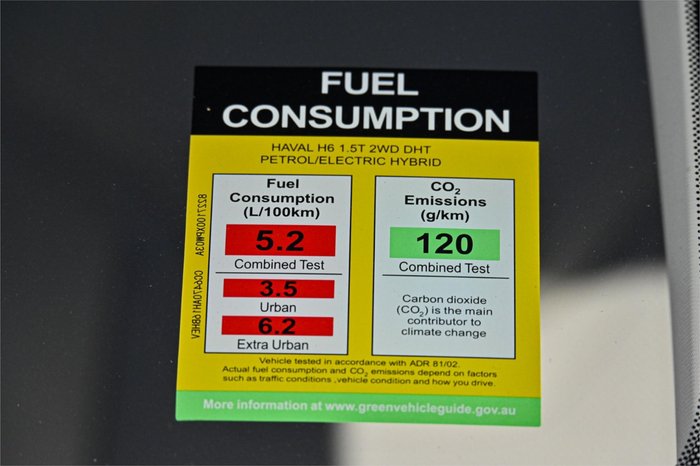 FUEL
CONSUMPTION
HAVAL H6 1.5T 2WD DHT
PETROL/ELECTRIC HYBRID
Fuel
Consumption
(L/100km)
5.2
Combined Test
3.5
Urban
6.2
Extra Urban
CO₂
Emissions
(g/km)
120
Combined Test
Carbon dioxide
(CO₂) is the main
contributor to
climate change
Vehicle tested in accordance with ADR 81/02.
Actual fuel consumption and CO₂ emissions depend on factors
such as traffic conditions ,vehicle condition and how you drive.
More information at www.greenvehicleguide.gov.au